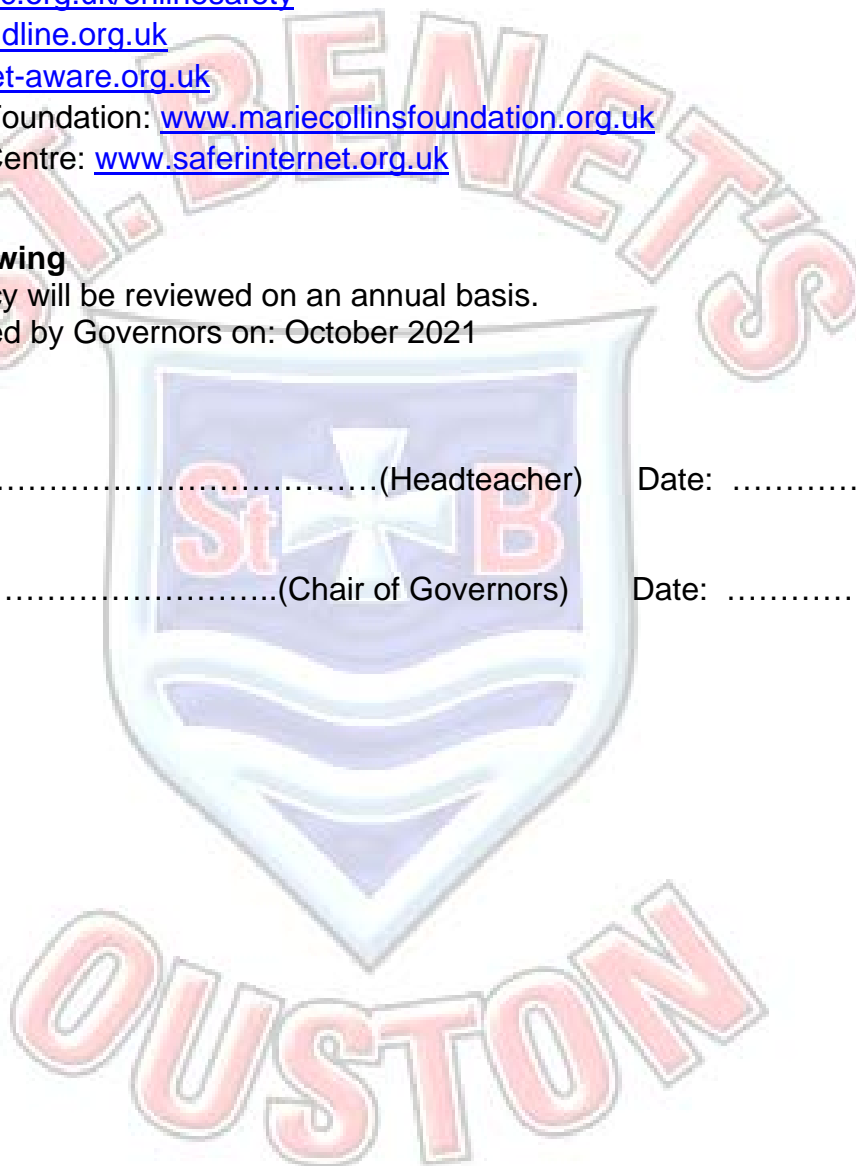 ST. BENET'S
c.org.uk/onlinesafety
dline.org.uk
et-aware.org.uk
Foundation: www.mariecollinsfoundation.org.uk
Centre: www.saferinternet.org.uk
wing
cy will be reviewed on an annual basis.
ed by Governors on: October 2021
……………………………………(Headteacher) Date: …………
………………………..(Chair of Governors) Date: …………
St B
OUSTON